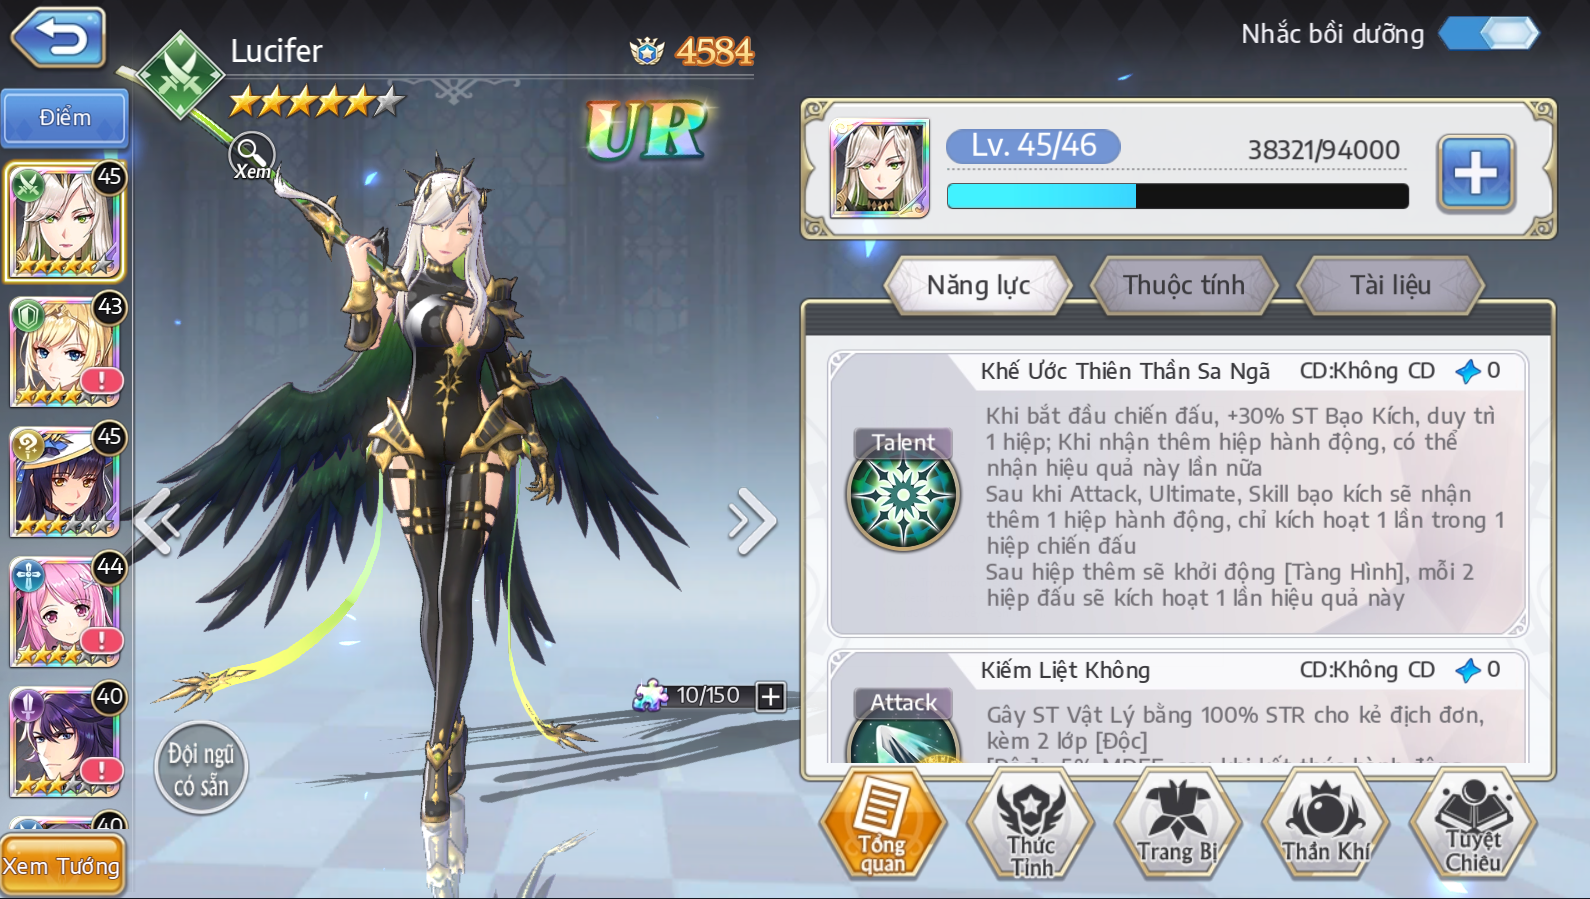 Lucifer
4584
Nhắc bồi dưỡng
Điểm
UR
Xem
45
43
45
44
40
40
Xem Tướng
10/150
Đội ngũ
có sẵn
Lv. 45/46
38321/94000
Năng lực
Thuộc tính
Tài liệu
Khế Ước Thiên Thần Sa Ngã CD:Không CD 0
Talent
Khi bắt đầu chiến đấu, +30% ST Bạo Kích, duy trì
1 hiệp; Khi nhận thêm hiệp hành động, có thể
nhận hiệu quả này lần nữa
Sau khi Attack, Ultimate, Skill bạo kích sẽ nhận
thêm 1 hiệp hành động, chỉ kích hoạt 1 lần trong 1
hiệp chiến đấu
Sau hiệp thêm sẽ khởi động [Tàng Hình], mỗi 2
hiệp đấu sẽ kích hoạt 1 lần hiệu quả này
Kiếm Liệt Không CD:Không CD 0
Attack
Gây ST Vật Lý bằng 100% STR cho kẻ địch đơn,
kèm 2 lớp [Độc]
Tổng
quan
Thức
Tỉnh
Trang Bị
Thần Khí
Tuyệt
Chiêu